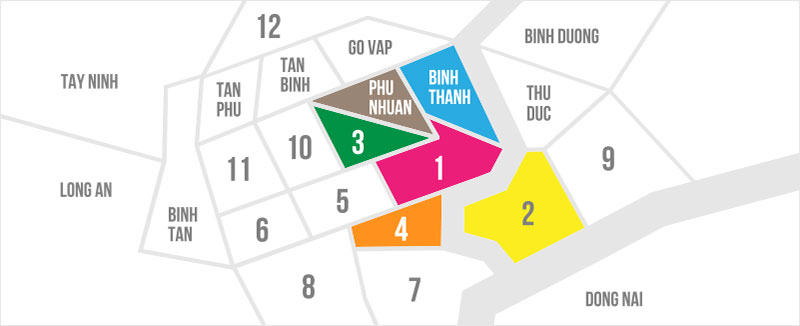 12
GO VAP
BINH DUONG
TAY NINH
TAN
BINH
TAN
PHU
PHU
NHUAN
BINH
THANH
THU
DUC
3
10
11
1
9
LONG AN
5
6
BINH
TAN
4
2
8
7
DONG NAI